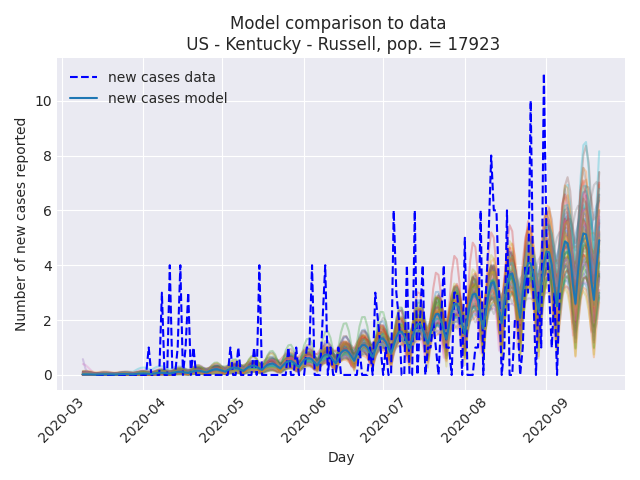 Model comparison to data
US - Kentucky - Russell, pop. = 17923
new cases data
new cases model
Number of new cases reported
10
8
6
4
2
0
2020-03
2020-04
2020-05
2020-06
2020-07
2020-08
2020-09
Day